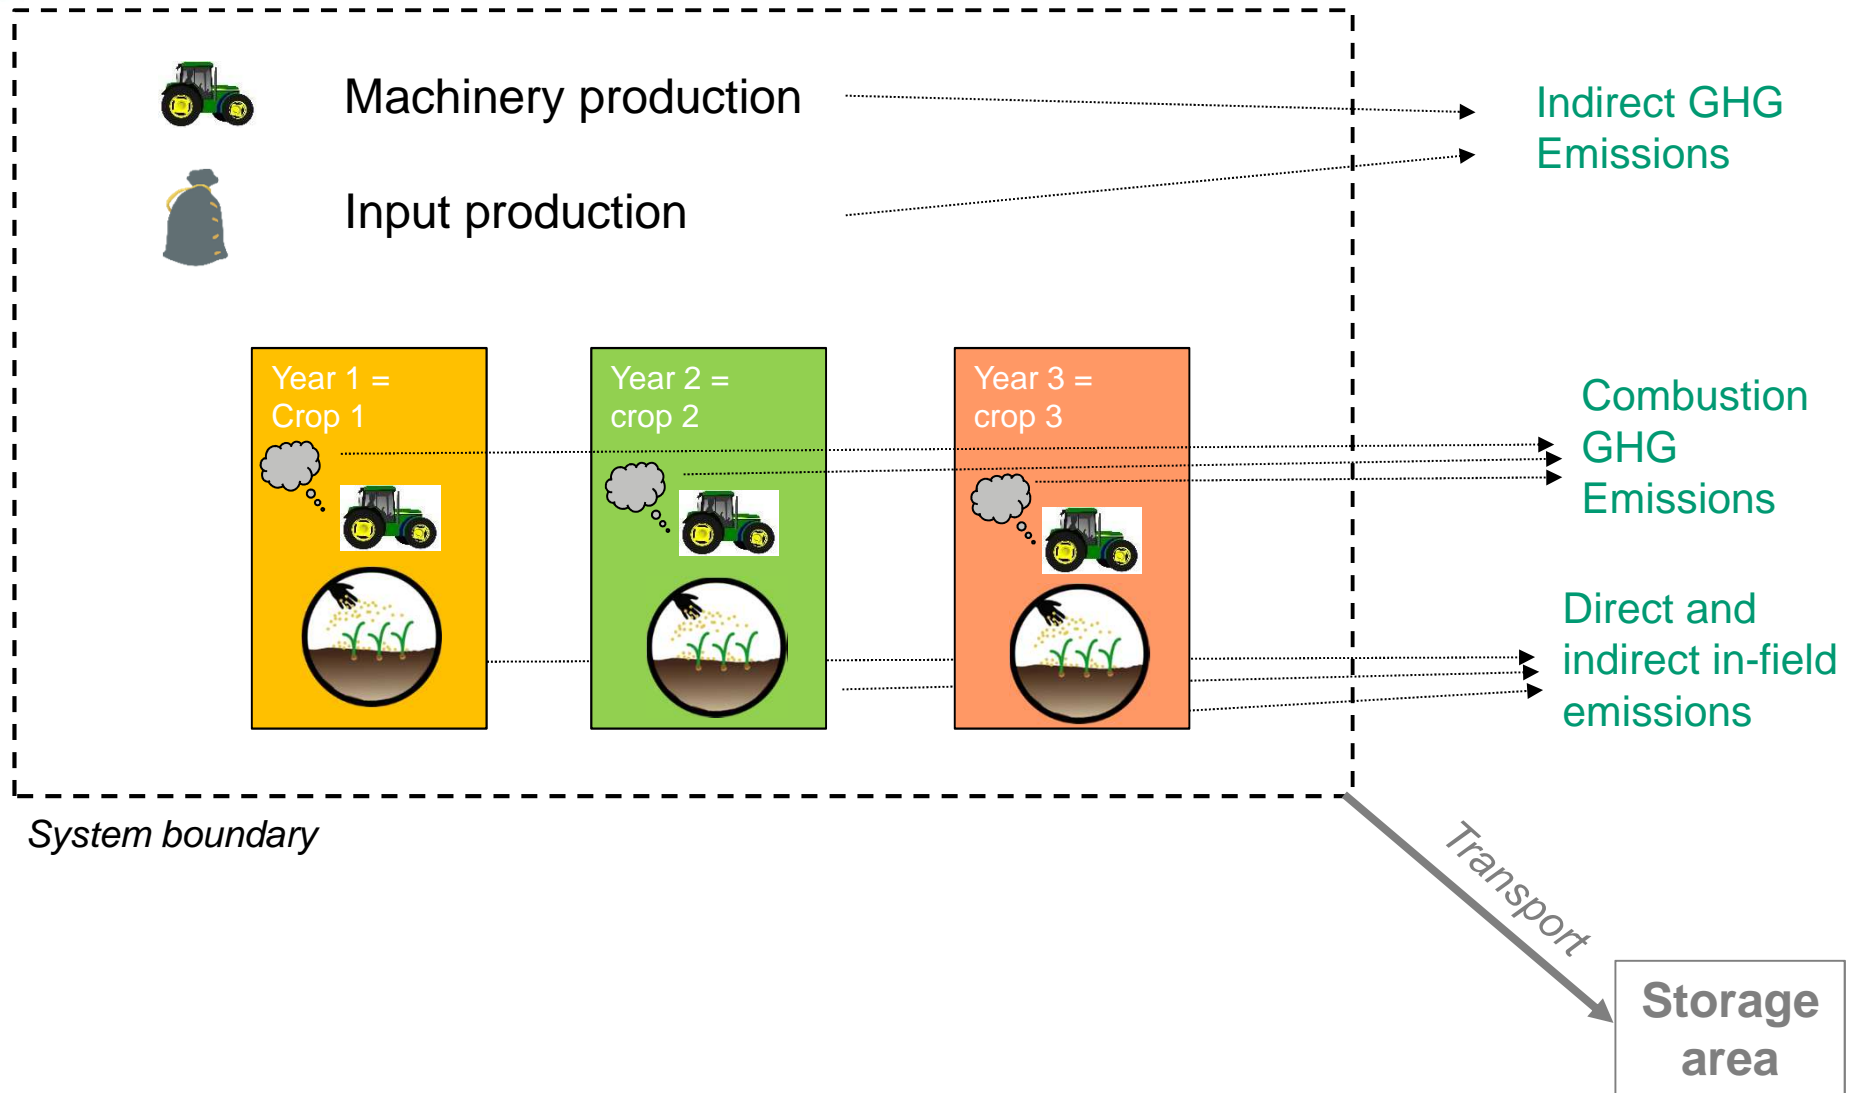 Machinery production
Indirect GHG
Emissions
Input production
Year 1 =
Crop 1
Year 2 =
crop 2
Year 3 =
crop 3
Combustion
GHG
Emissions
Direct and
indirect in-field
emissions
System boundary
Transport
Storage
area